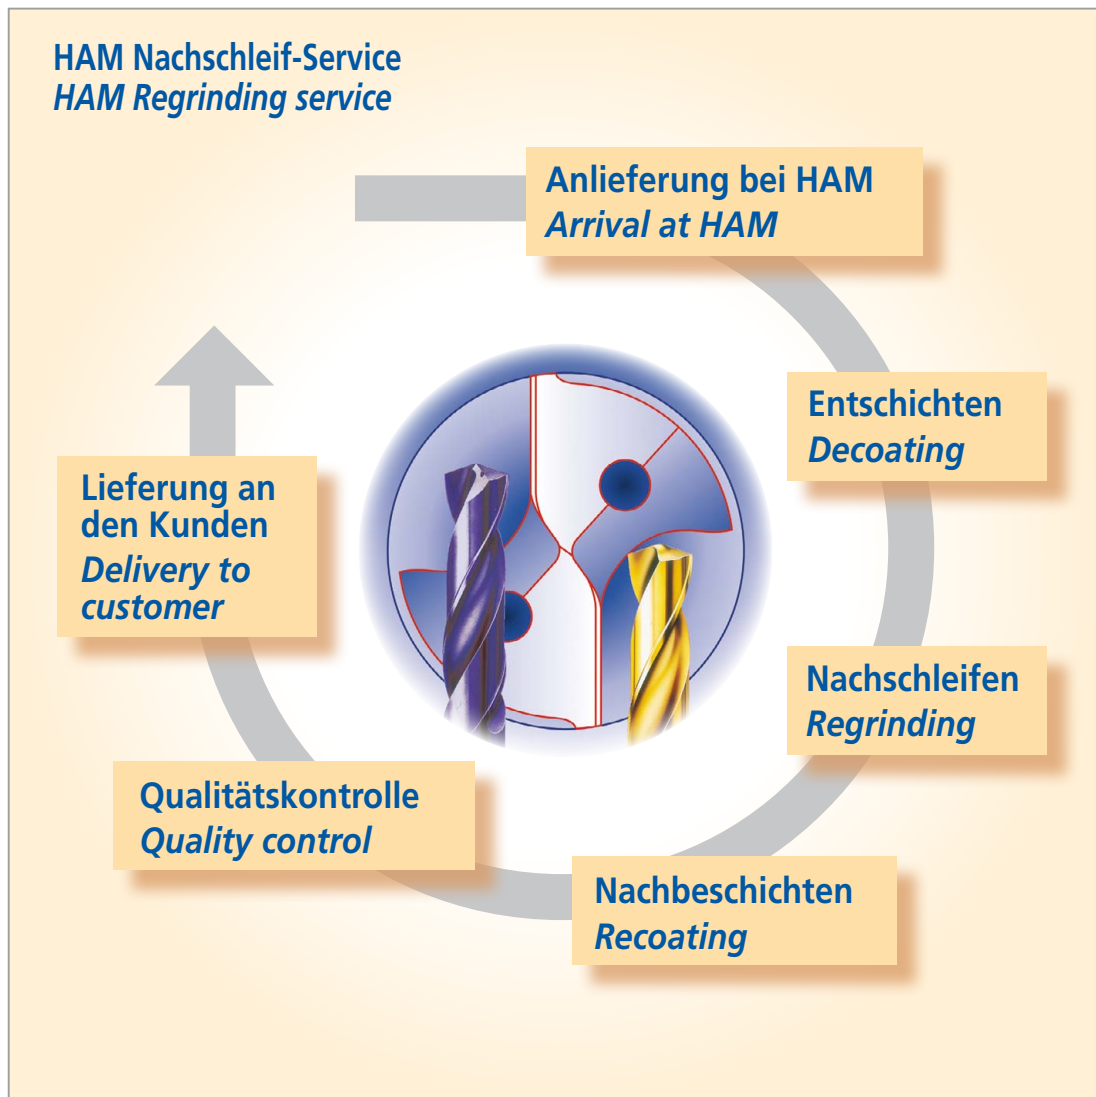 HAM Nachschleif-Service
HAM Regrinding service
Anlieferung bei HAM
Arrival at HAM
Entschichten
Decoating
Nachschleifen
Regrinding
Nachbeschichten
Recoating
Qualitätskontrolle
Quality control
Lieferung an
den Kunden
Delivery to
customer